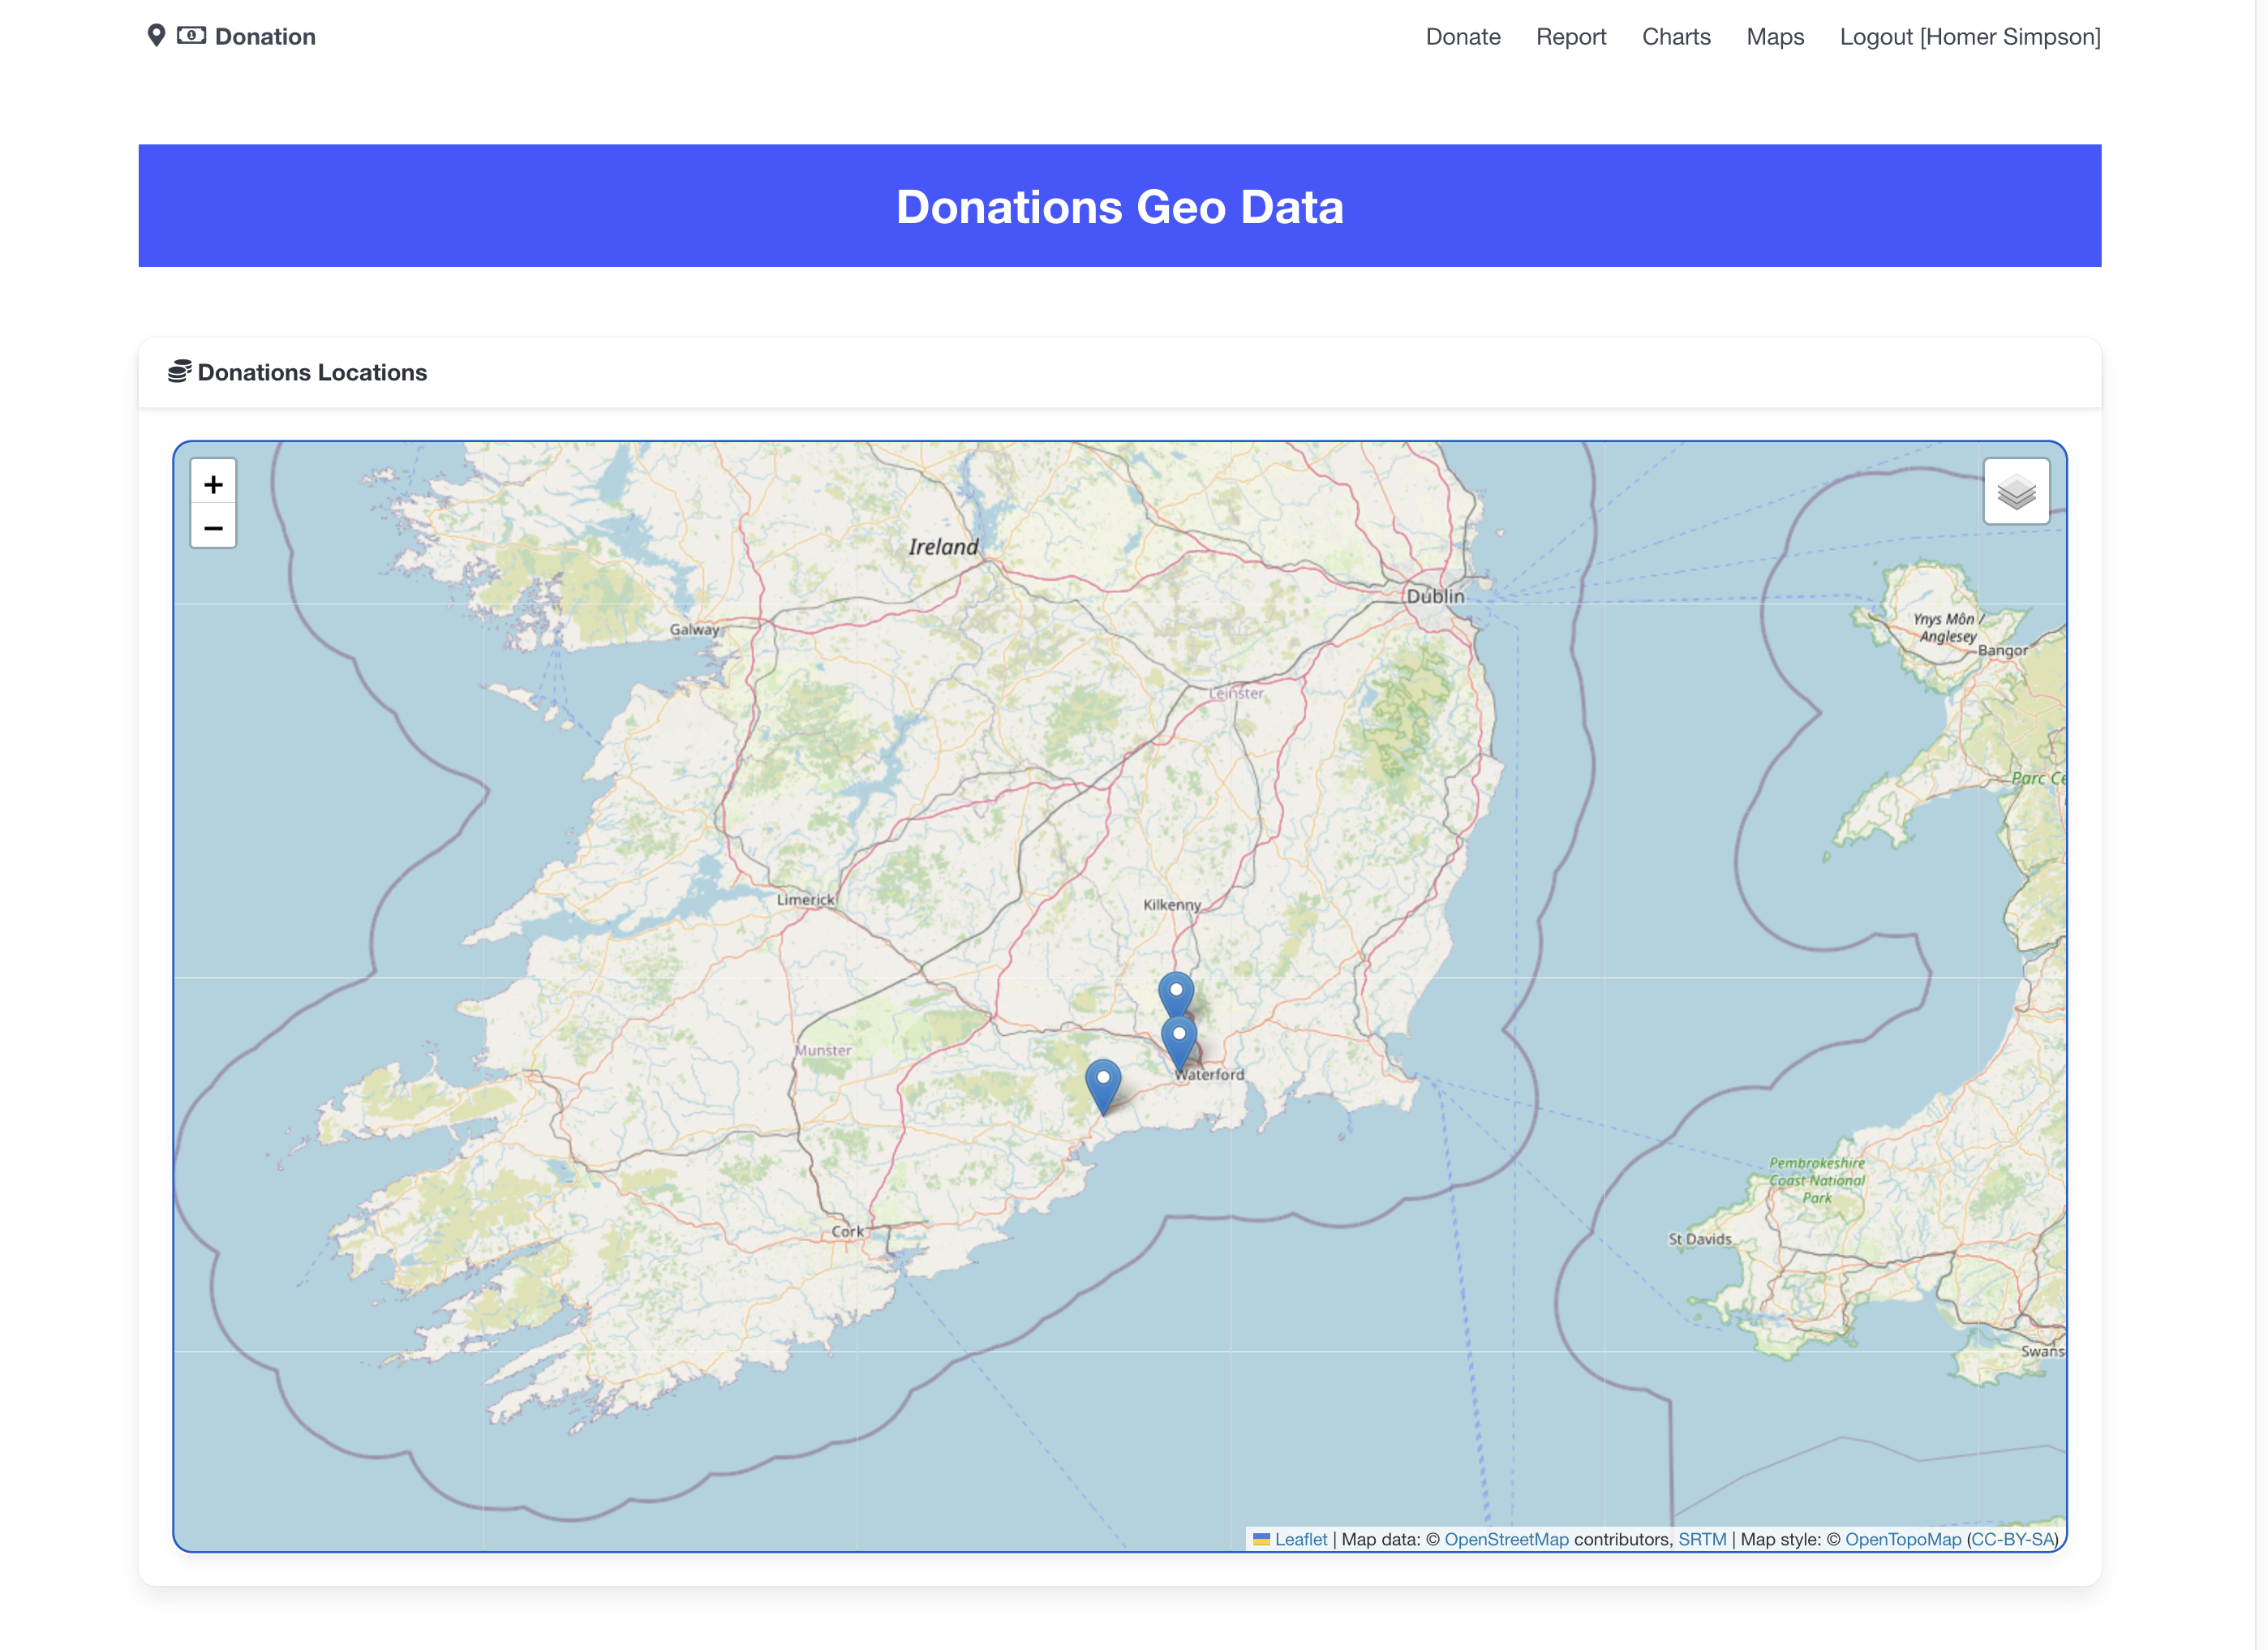 Donation
Donate Report Charts Maps Logout [Homer Simpson]
Donations Geo Data
Donations Locations
+
−
Ireland
Dublin
Galway
Ynys Môn /
Anglesey
Bangor
Leinster
Parc Ce
Limerick
Kilkenny
Munster
Waterford
Pembrokeshire
Coast National
Park
Cork
St Davids
Swans
Leaflet | Map data: © OpenStreetMap contributors, SRTM | Map style: © OpenTopoMap (CC-BY-SA)